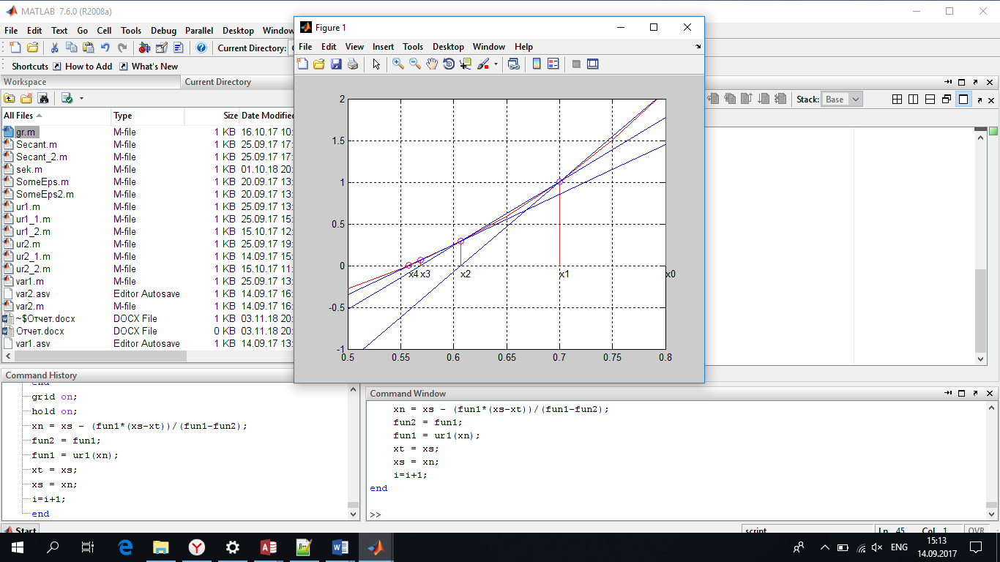 MATLAB 7.6.0 (R2008a)
File Edit Text Go Cell Tools Debug Parallel Desktop Window
Current Directory:
Shortcuts How to Add What's New
Workspace Current Directory
Stack: Base
All Files Type Size Date Modified
gr.m M-file 1 KB 16.10.17 10:
Secant.m M-file 1 KB 25.09.17 17:
Secant_2.m M-file 1 KB 25.09.17 17:
sek.m M-file 1 KB 01.10.18 20:
SomeEps.m M-file 1 KB 20.09.17 13:
SomeEps2.m M-file 1 KB 20.09.17 13:
ur1.m M-file 1 KB 25.09.17 13:
ur1_1.m M-file 1 KB 25.09.17 15:
ur1_2.m M-file 1 KB 15.10.17 12:
ur2.m M-file 1 KB 25.09.17 19:
ur2_1.m M-file 1 KB 14.09.17 15:
ur2_2.m M-file 1 KB 15.10.17 11:
var1.m M-file 1 KB 25.09.17 13:
var2.asv Editor Autosave 1 KB 14.09.17 16:
var2.m M-file 1 KB 14.09.17 16:
~$Отчет.docx DOCX File 1 KB 03.11.18 20:
Отчет.docx DOCX File 0 KB 03.11.18 20:
var1.asv Editor Autosave 1 KB 14.09.17 13:
Figure 1
File Edit View Insert Tools Desktop Window Help
2
1.5
1
0.5
0
-0.5
-1
x4 x3 x2 x1 x0
0.5 0.55 0.6 0.65 0.7 0.75 0.8
Command History
end
grid on;
hold on;
xn = xs - (fun1*(xs-xt))/(fun1-fun2);
fun2 = fun1;
fun1 = ur1(xn);
xt = xs;
xs = xn;
i=i+1;
end
Command Window
xn = xs - (fun1*(xs-xt))/(fun1-fun2);
fun2 = fun1;
fun1 = ur1(xn);
xt = xs;
xs = xn;
i=i+1;
end
>>
Start
script Ln 45 Col 1 OVR
ENG
15:13
14.09.2017